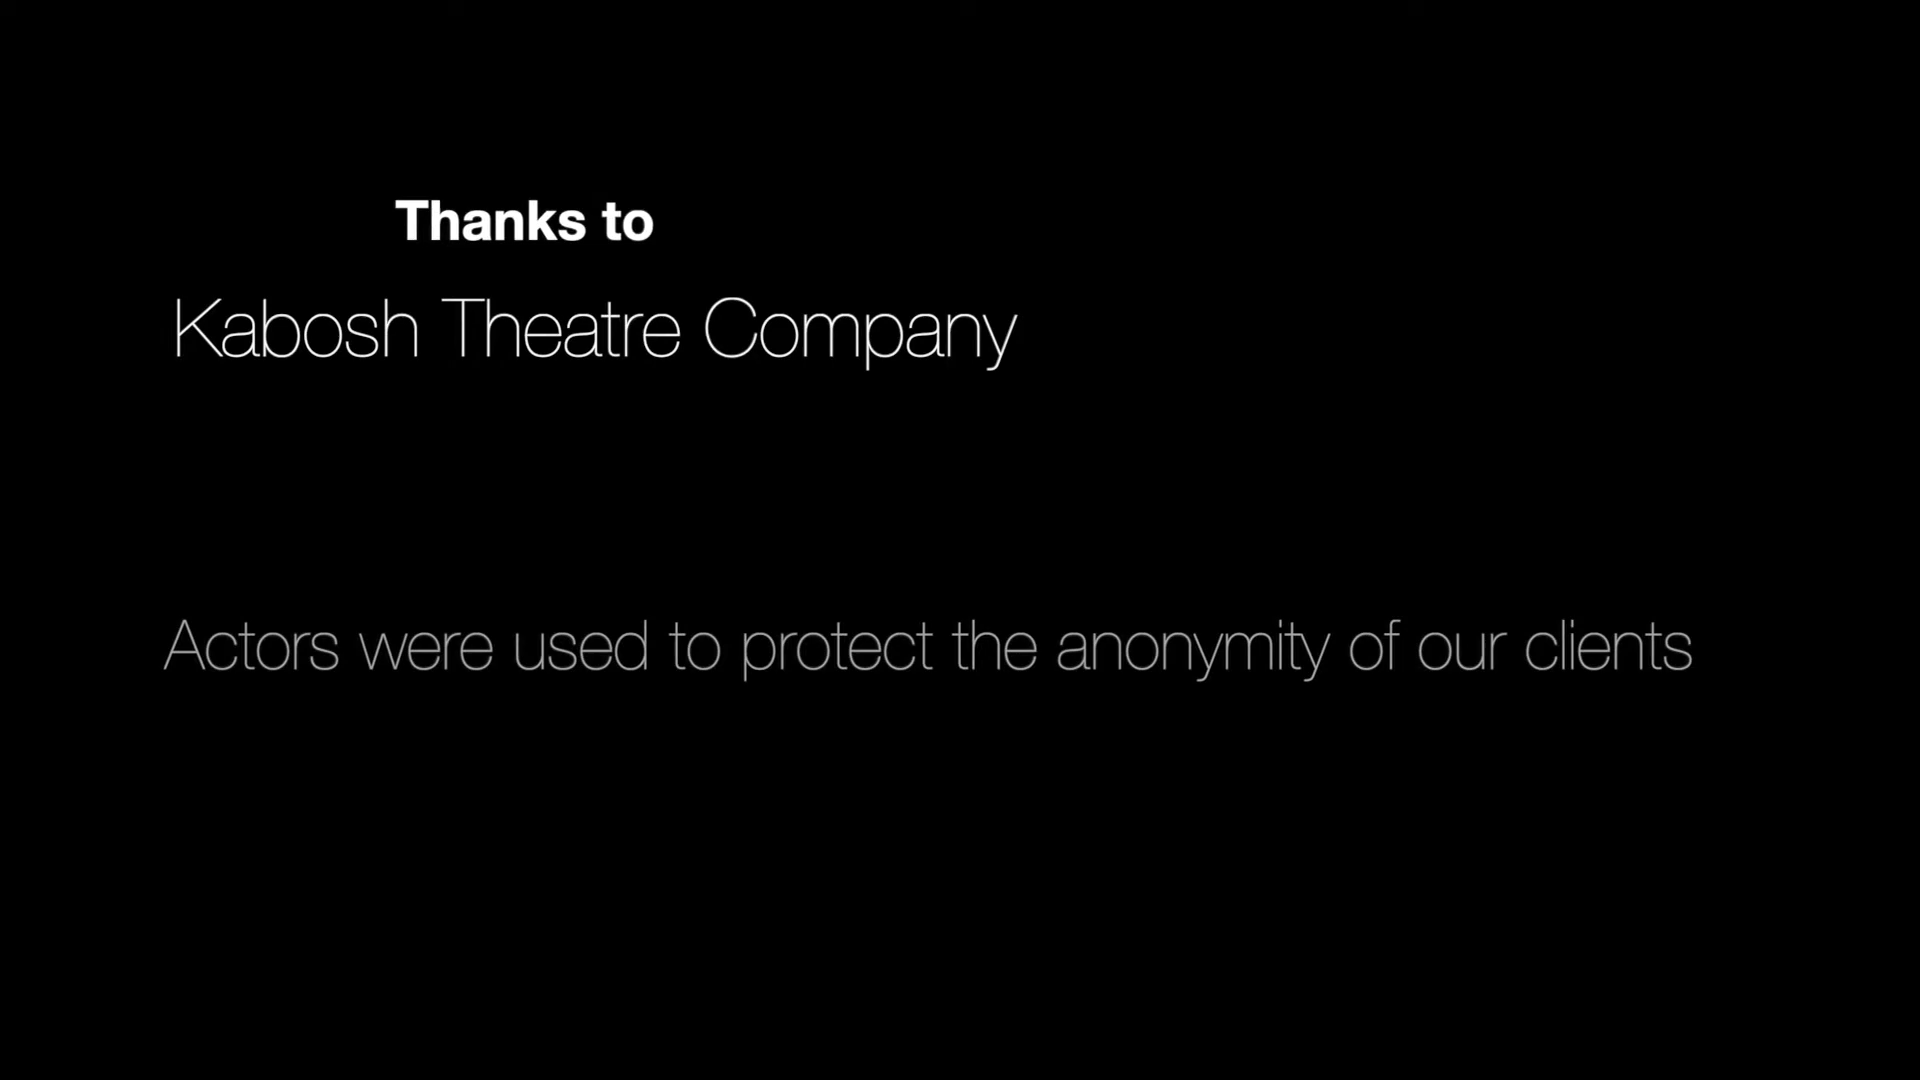 Thanks to
Kabosh Theatre Company
Actors were used to protect the anonymity of our clients